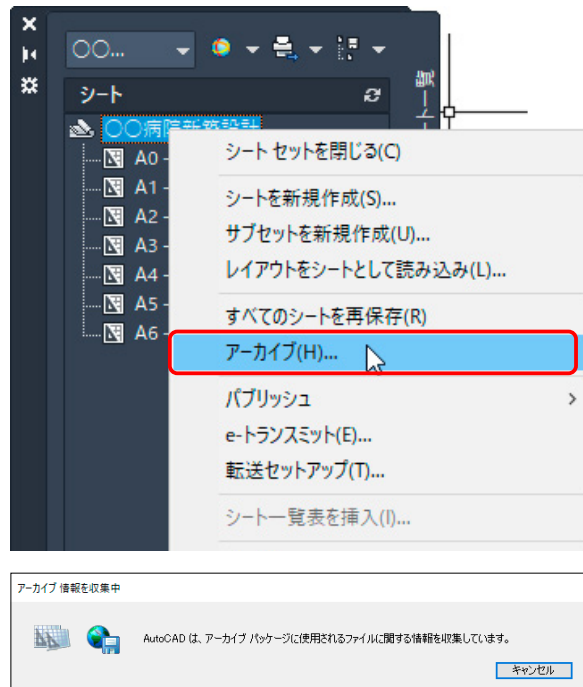 〇〇...
シート
〇〇病院新築設計
A0 -
A1 -
A2 -
A3 -
A4 -
A5 -
A6 -
シート セットを閉じる(C)
シートを新規作成(S)...
サブセットを新規作成(U)...
レイアウトをシートとして読み込み(L)...
すべてのシートを再保存(R)
アーカイブ(H)...
パブリッシュ
e-トランスミット(E)...
転送セットアップ(T)...
シート一覧表を挿入(I)...
アーカイブ 情報を収集中
AutoCAD は、アーカイブ パッケージに使用されるファイルに関する情報を収集しています。
キャンセル